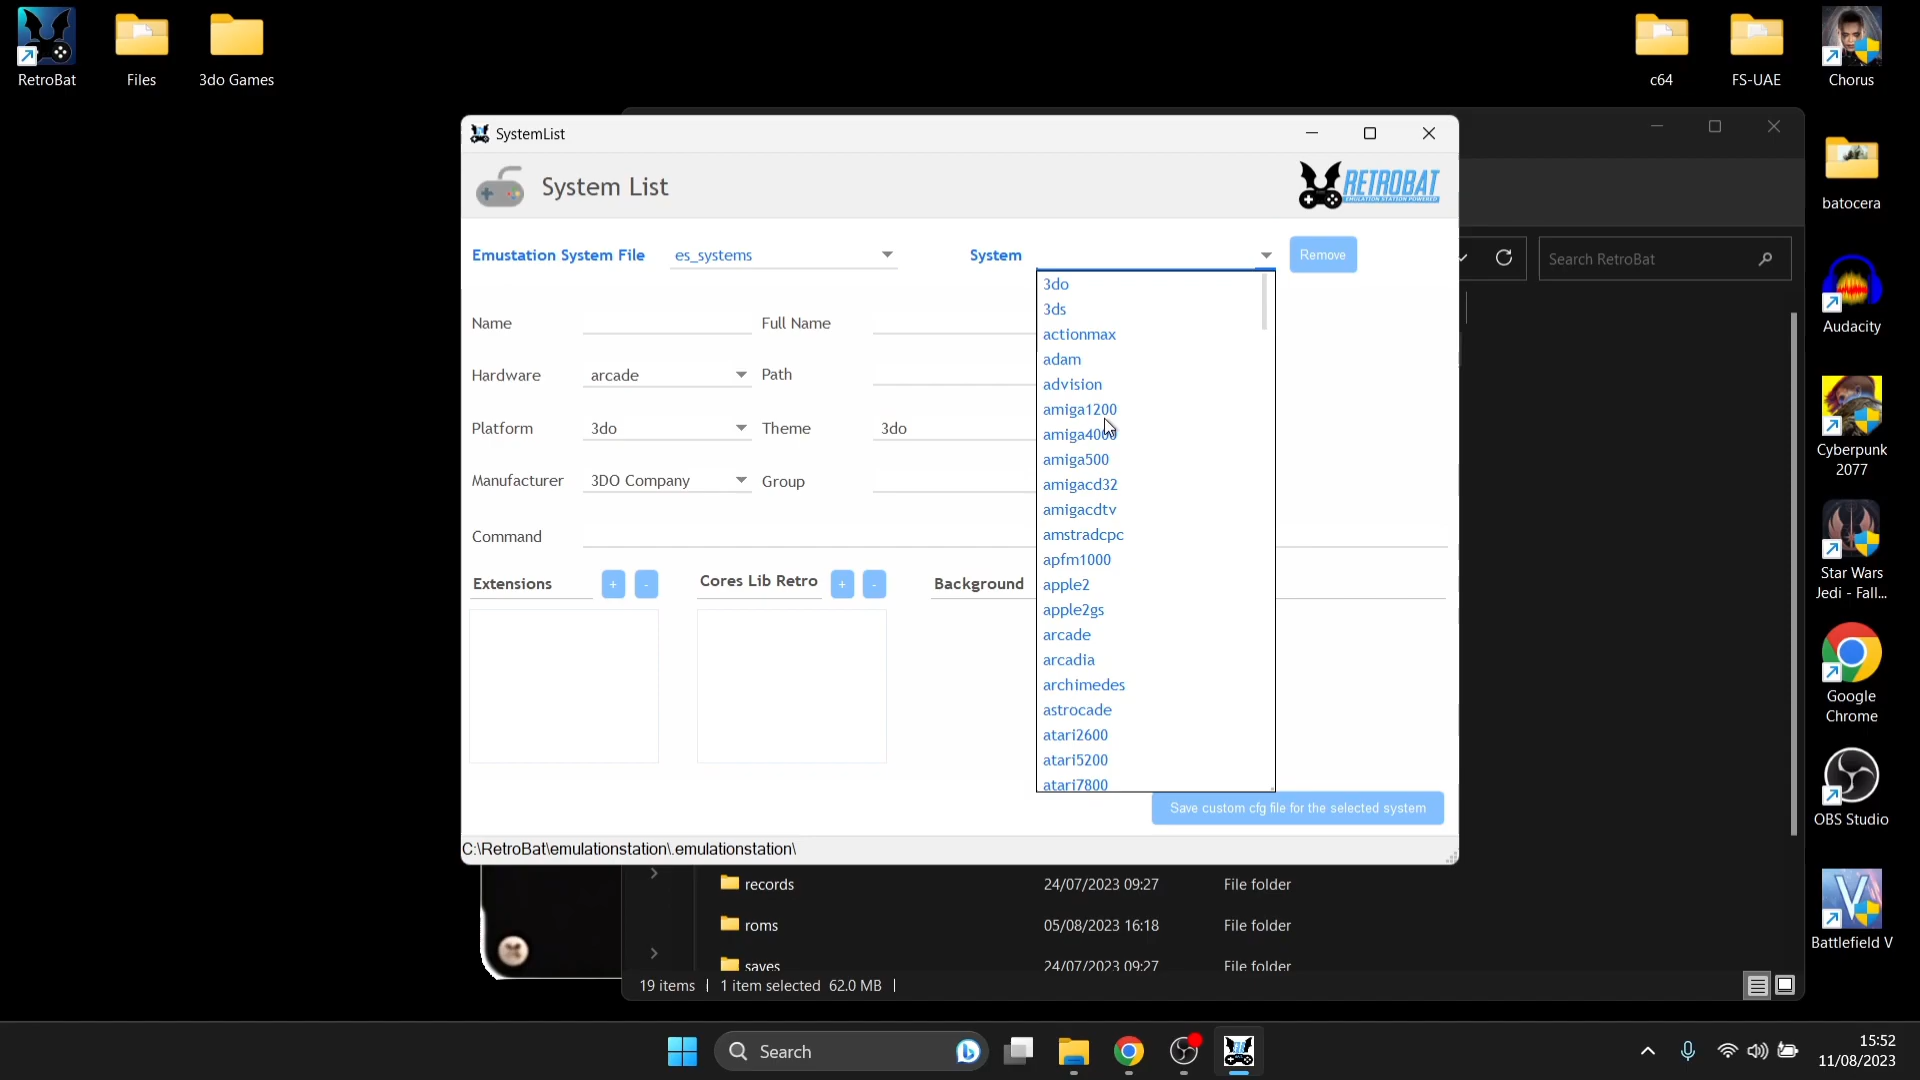 RetroBat
Files
3do Games
c64
FS-UAE
Chorus
SystemList
System List
RETROBAT
EMULATION STATION POWERED
batocera
Emustation System File
es_systems
System
Remove
Search RetroBat
3do
3ds
actionmax
adam
advision
amiga1200
amiga4000
amiga500
amigacd32
amigacdtv
amstradcpc
apfm1000
apple2
apple2gs
arcade
arcadia
archimedes
astrocade
atari2600
atari5200
atari7800
Name
Full Name
Hardware
arcade
Path
Platform
3do
Theme
3do
Manufacturer
3DO Company
Group
Command
Extensions
+
-
Cores Lib Retro
+
-
Background
Save custom cfg file for the selected system
C:\RetroBat\emulationstation\.emulationstation\
records
24/07/2023 09:27
File folder
roms
05/08/2023 16:18
File folder
saves
24/07/2023 09:27
File folder
19 items
1 item selected 62.0 MB
Audacity
Cyberpunk
2077
Star Wars
Jedi - Fall...
Google
Chrome
OBS Studio
Battlefield V
Search
15:52
11/08/2023